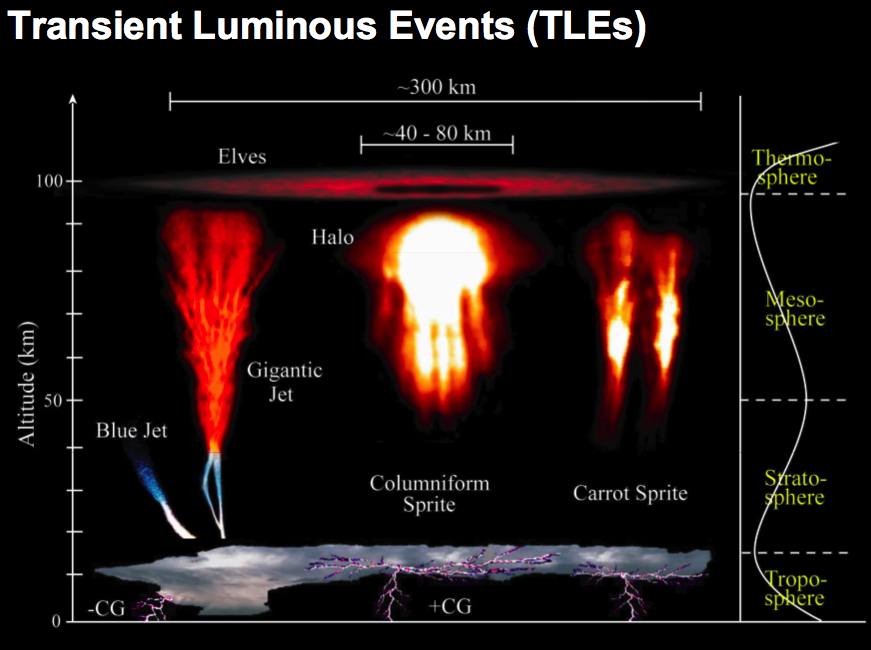 Transient Luminous Events (TLEs)
~300 km
~40 - 80 km
Elves
Thermo-
sphere
100
Halo
Meso-
sphere
Altitude (km)
Gigantic
Jet
50
Blue Jet
Columniform
Sprite
Carrot Sprite
Strato-
sphere
Tropo-
sphere
-CG
+CG
0